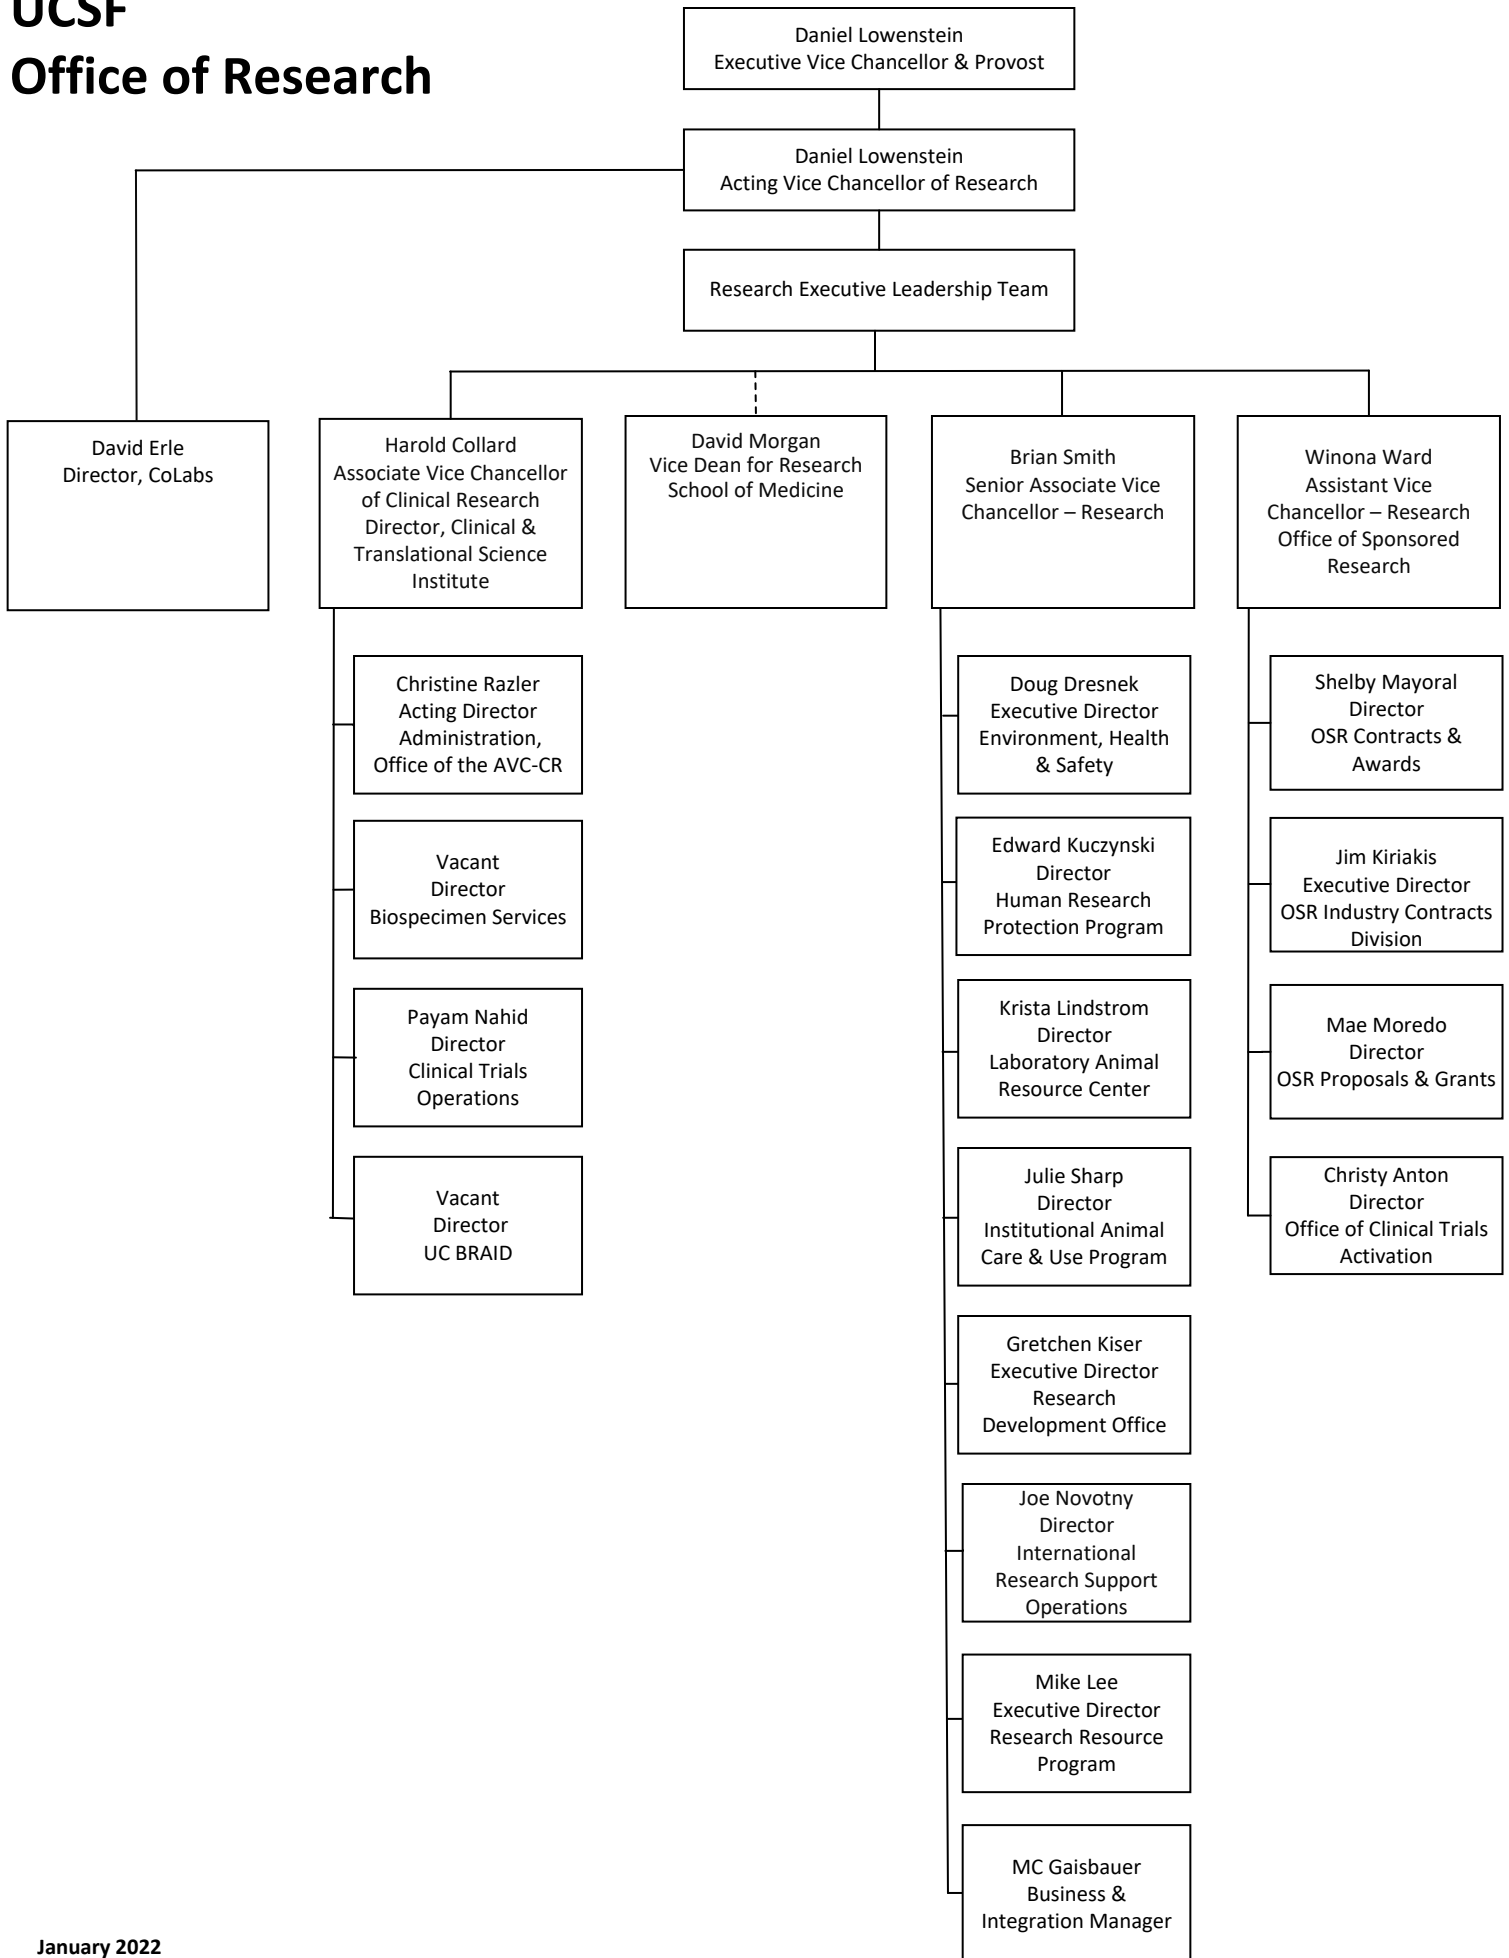 UCSF
Office of Research
Daniel Lowenstein
Executive Vice Chancellor & Provost
Daniel Lowenstein
Acting Vice Chancellor of Research
Research Executive Leadership Team
David Erle
Director, CoLabs
Harold Collard
Associate Vice Chancellor
of Clinical Research
Director, Clinical &
Translational Science
Institute
David Morgan
Vice Dean for Research
School of Medicine
Brian Smith
Senior Associate Vice
Chancellor – Research
Winona Ward
Assistant Vice
Chancellor – Research
Office of Sponsored
Research
Christine Razler
Acting Director
Administration,
Office of the AVC-CR
Vacant
Director
Biospecimen Services
Payam Nahid
Director
Clinical Trials
Operations
Vacant
Director
UC BRAID
Doug Dresnek
Executive Director
Environment, Health
& Safety
Edward Kuczynski
Director
Human Research
Protection Program
Krista Lindstrom
Director
Laboratory Animal
Resource Center
Julie Sharp
Director
Institutional Animal
Care & Use Program
Gretchen Kiser
Executive Director
Research
Development Office
Joe Novotny
Director
International
Research Support
Operations
Mike Lee
Executive Director
Research Resource
Program
MC Gaisbauer
Business &
Integration Manager
Shelby Mayoral
Director
OSR Contracts &
Awards
Jim Kiriakis
Executive Director
OSR Industry Contracts
Division
Mae Moredo
Director
OSR Proposals & Grants
Christy Anton
Director
Office of Clinical Trials
Activation
January 2022